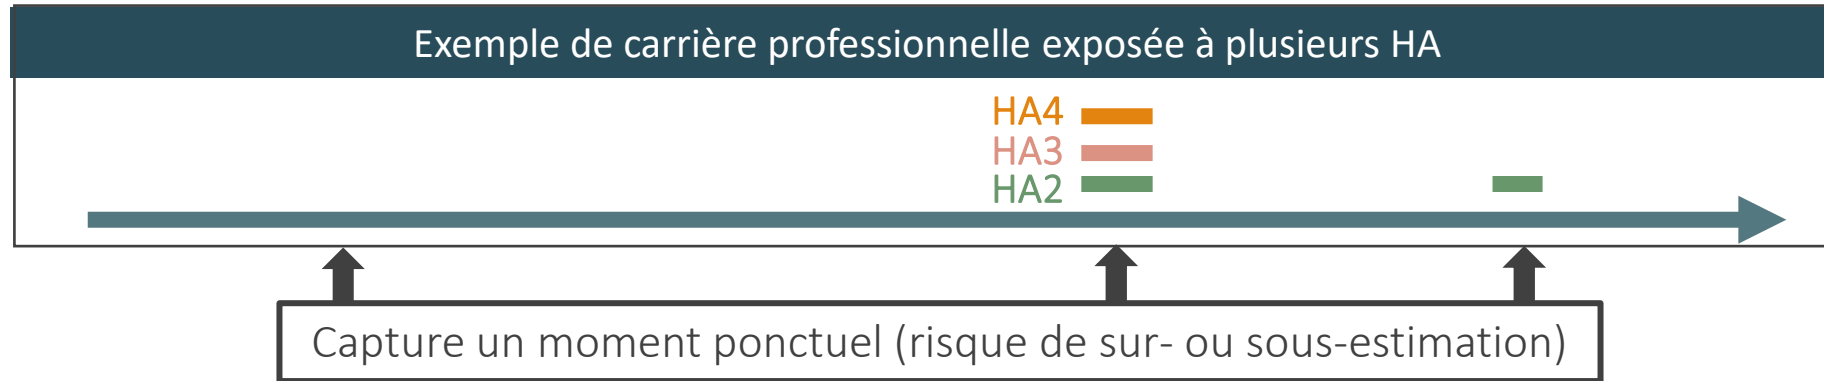 Exemple de carrière professionnelle exposée à plusieurs HA
HA4
HA3
HA2
Capture un moment ponctuel (risque de sur- ou sous-estimation)